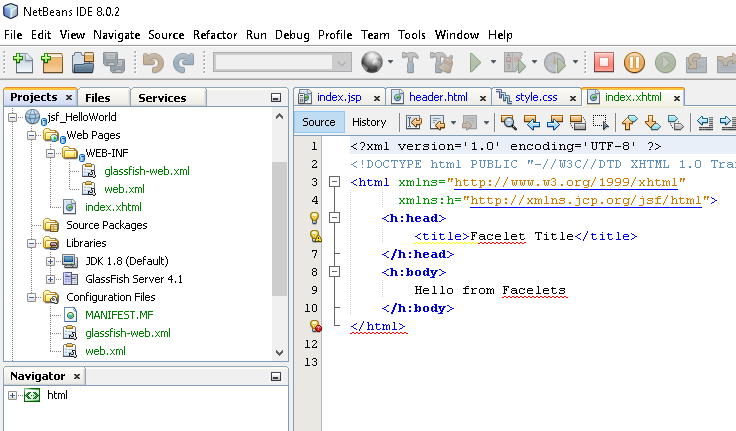 NetBeans IDE 8.0.2
File Edit View Navigate Source Refactor Run Debug Profile Team Tools Window Help
Projects × Files Services
jsf_HelloWorld
Web Pages
WEB-INF
glassfish-web.xml
web.xml
index.xhtml
Source Packages
Libraries
JDK 1.8 (Default)
GlassFish Server 4.1
Configuration Files
MANIFEST.MF
glassfish-web.xml
web.xml
Navigator ×
html
index.jsp × header.html × style.css × index.xhtml ×
Source History
1 <?xml version='1.0' encoding='UTF-8' ?>
2 <!DOCTYPE html PUBLIC "-//W3C//DTD XHTML 1.0 Tra
3 <html xmlns="http://www.w3.org/1999/xhtml"
4 xmlns:h="http://xmlns.jcp.org/jsf/html">
<h:head>
<title>Facelet Title</title>
7 </h:head>
8 <h:body>
9 Hello from Facelets
10 </h:body>
</html>
12
13